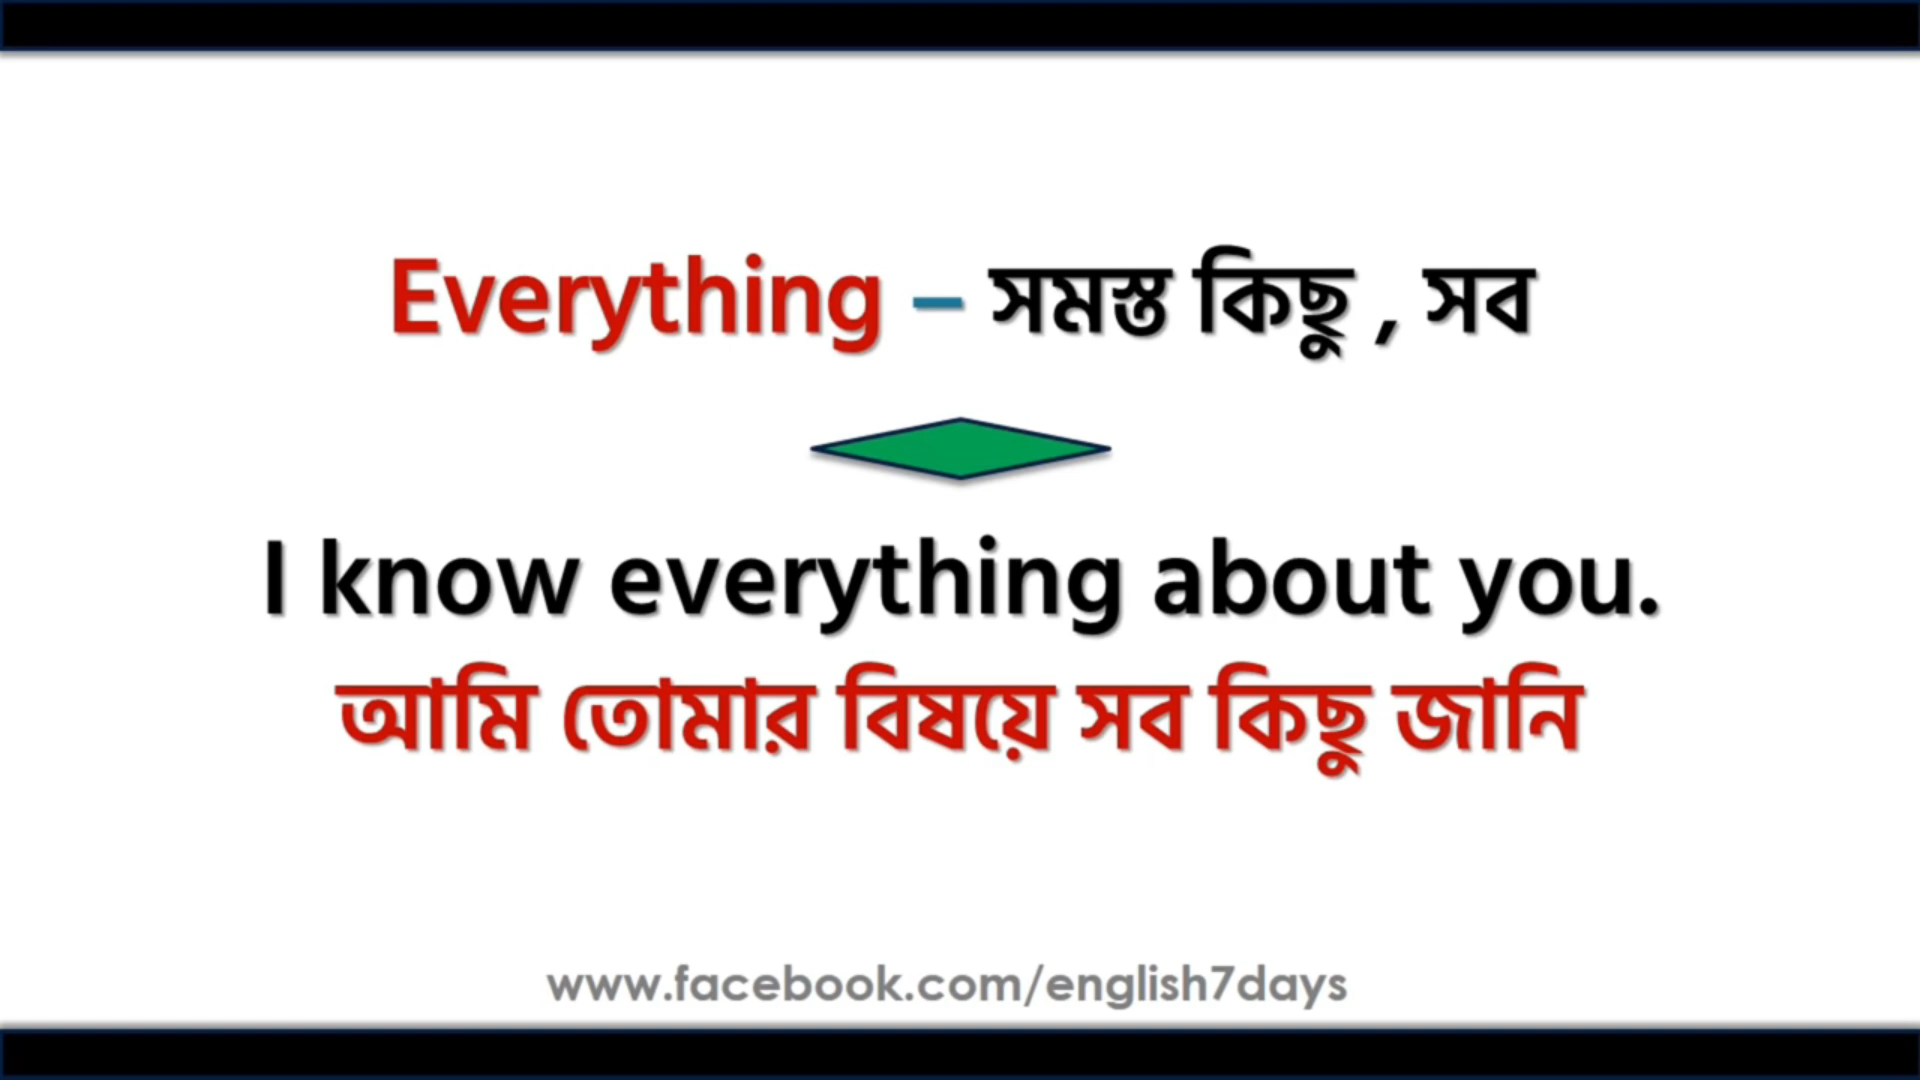 Everything – সমস্ত কিছু , সব
I know everything about you.
আমি তোমার বিষয়ে সব কিছু জানি
www.facebook.com/english7days